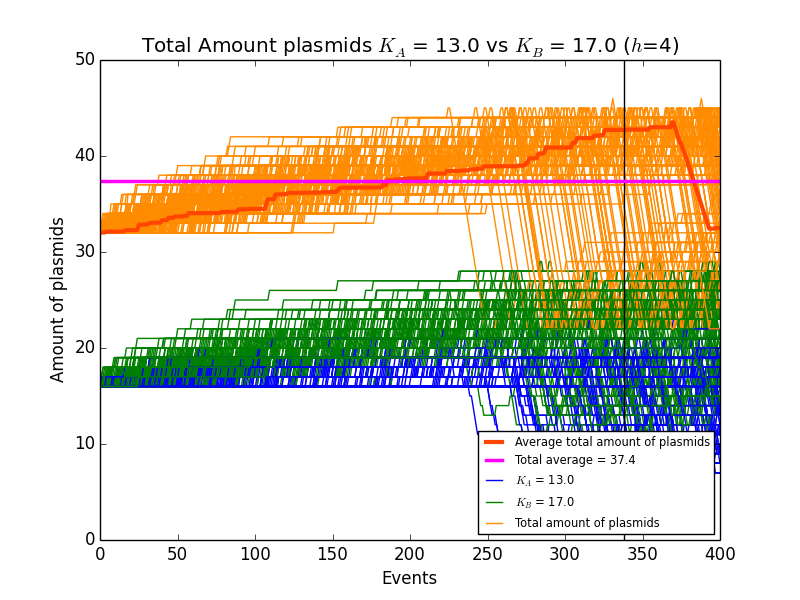 Total Amount plasmids K_A = 13.0 vs K_B = 17.0 (h=4)
50
40
30
20
10
0
Amount of plasmids
0 50 100 150 200 250 300 350 400
Events
Average total amount of plasmids
Total average = 37.4
K_A = 13.0
K_B = 17.0
Total amount of plasmids